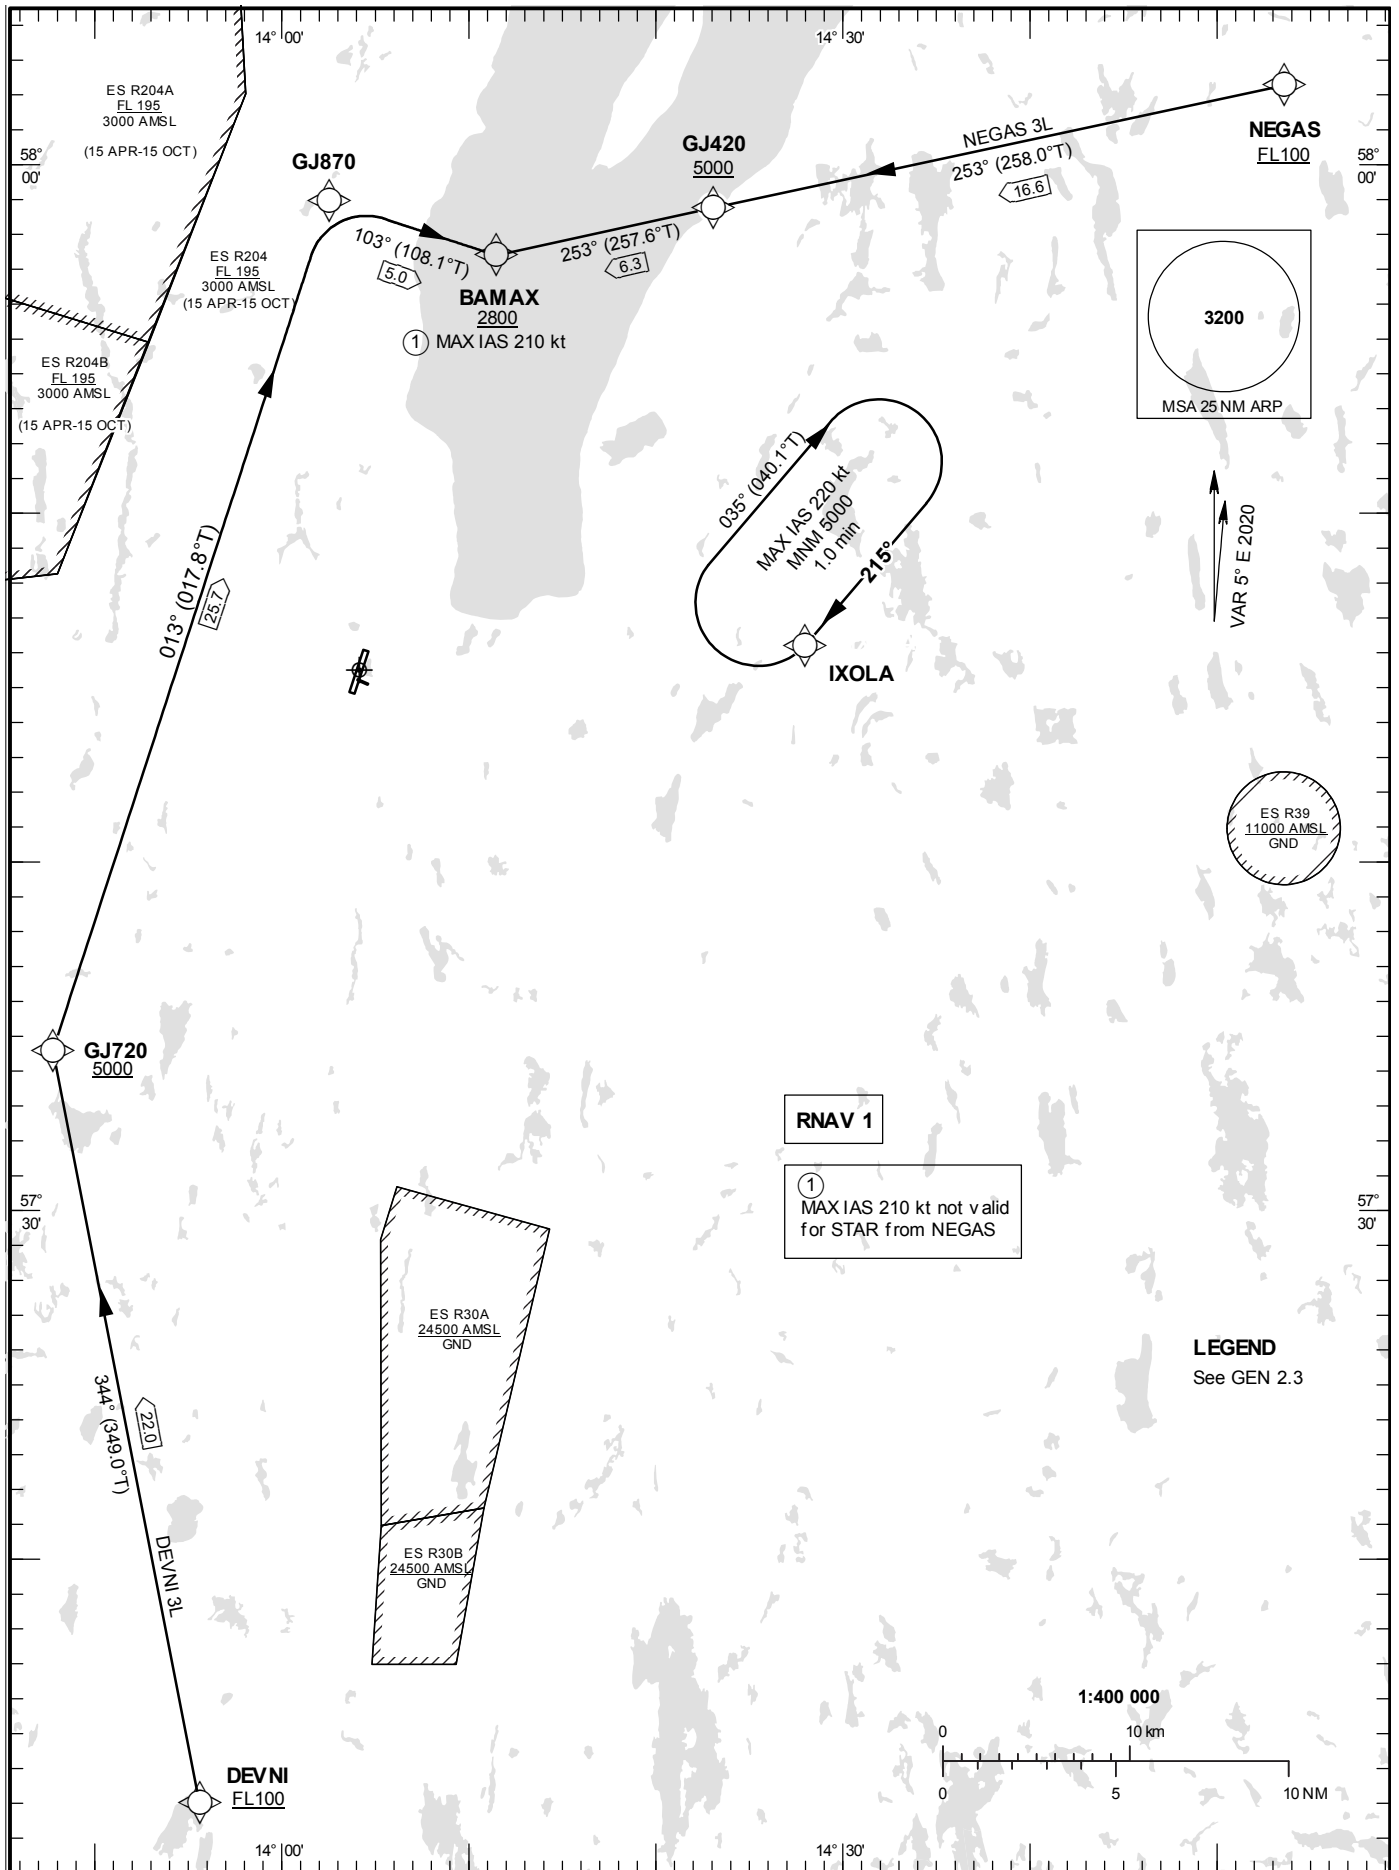 14° 00'
14° 30'
ES R204A
FL 195
3000 AMSL
(15 APR-15 OCT)
58°
00'
GJ870
GJ420
5000
NEGAS 3L
253° (258.0°T)
16.6
NEGAS
FL100
58°
00'
103° (108.1°T)
5.0
253° (257.6°T)
6.3
ES R204
FL 195
3000 AMSL
(15 APR-15 OCT)
BAMAX
2800
1 MAX IAS 210 kt
3200
MSA 25 NM ARP
ES R204B
FL 195
3000 AMSL
(15 APR-15 OCT)
035° (040.1°T)
MAX IAS 220 kt
MNM 5000
1.0 min
215°
IXOLA
VAR 5° E 2020
013° (017.8°T)
25.7
ES R39
11000 AMSL
GND
GJ720
5000
RNAV 1
1
MAX IAS 210 kt not valid
for STAR from NEGAS
57°
30'
57°
30'
ES R30A
24500 AMSL
GND
LEGEND
See GEN 2.3
344° (349.0°T)
22.0
DEVNI 3L
ES R30B
24500 AMSL
GND
1:400 000
0 10 km
0 5 10 NM
DEVNI
FL100
14° 00'
14° 30'